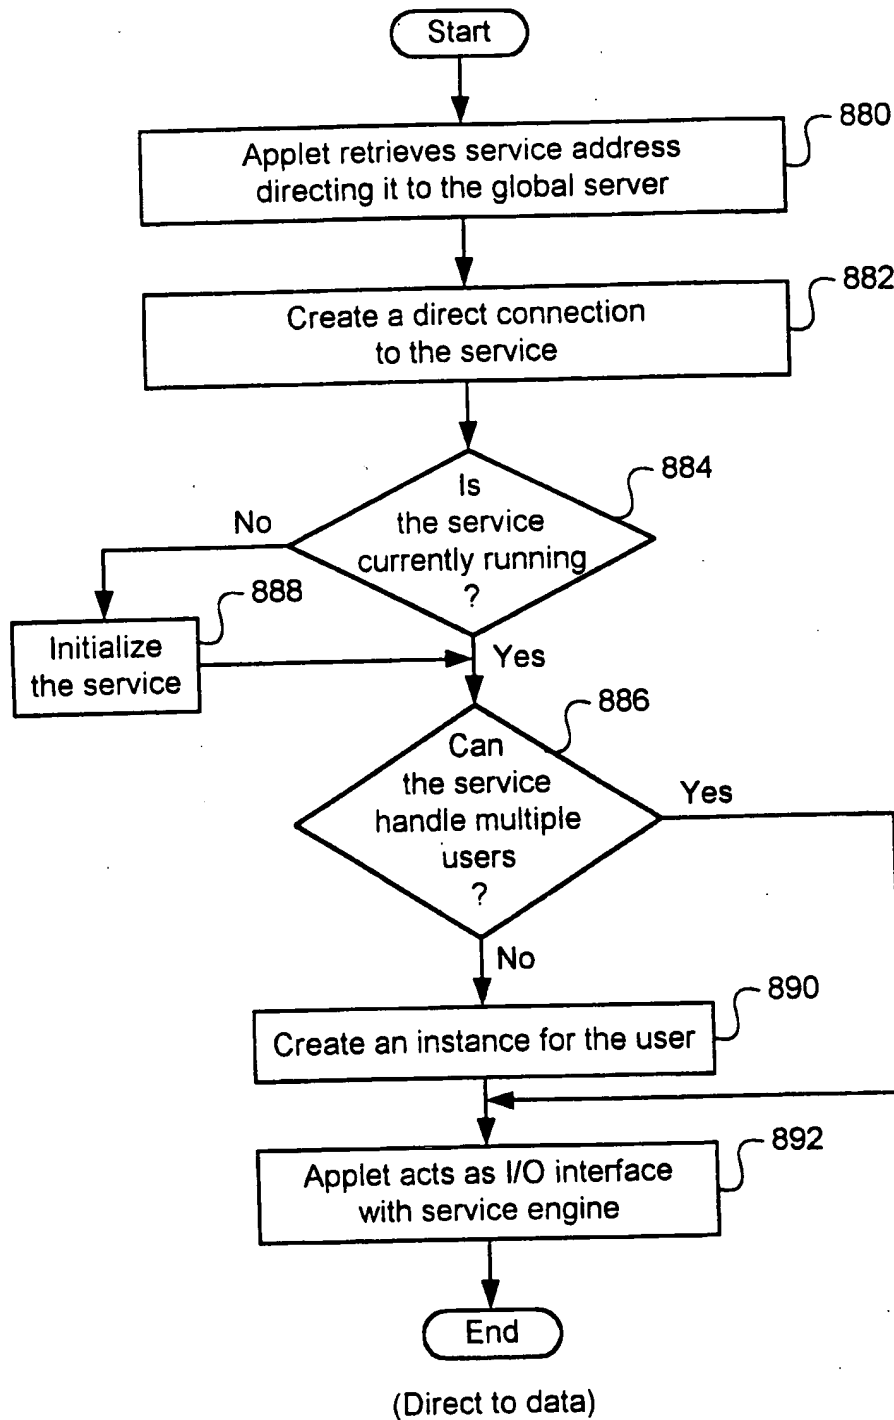 Start
880
Applet retrieves service address
directing it to the global server
882
Create a direct connection
to the service
884
Is
the service
currently running
?
No
888
Initialize
the service
Yes
886
Can
the service
handle multiple
users
?
Yes
No
890
Create an instance for the user
892
Applet acts as I/O interface
with service engine
End
(Direct to data)